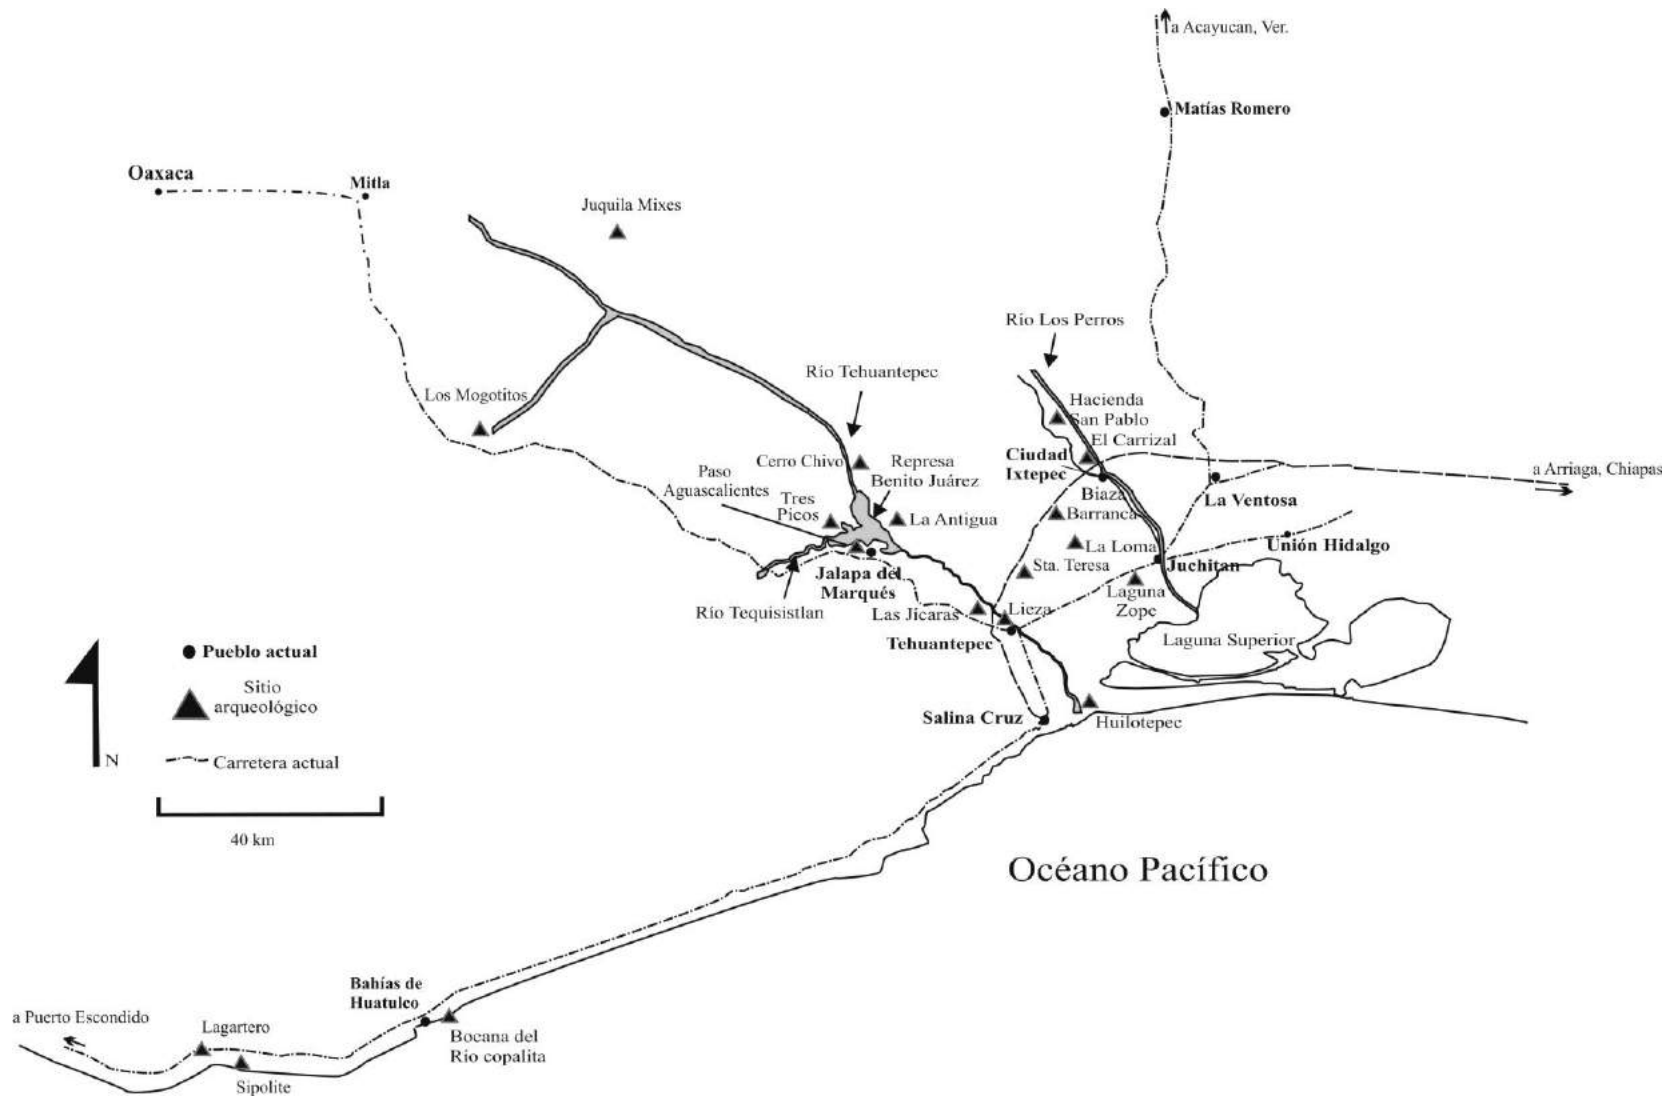 a Acayucan, Ver.
Matías Romero
Oaxaca
Mitla
Juquila Mixes
Río Los Perros
Río Tehuantepec
Los Mogotitos
Hacienda
San Pablo
El Carrizal
Cerro Chivo
Represa
Benito Juárez
Ciudad
Ixtepec
a Arriaga, Chiapas
Paso
Aguascalientes
Tres
Picos
Biaza
Barranca
La Ventosa
La Antigua
La Loma
Unión Hidalgo
Sta. Teresa
Juchitan
Jalapa del
Marqués
Laguna
Zope
Río Tequisistlan
Las Jícaras
Lieza
Tehuantepec
Laguna Superior
Pueblo actual
Sitio
arqueológico
Salina Cruz
Huilotepec
N
Carretera actual
40 km
Océano Pacífico
Bahías de
Huatulco
a Puerto Escondido
Lagartero
Bocana del
Río copalita
Sipolite